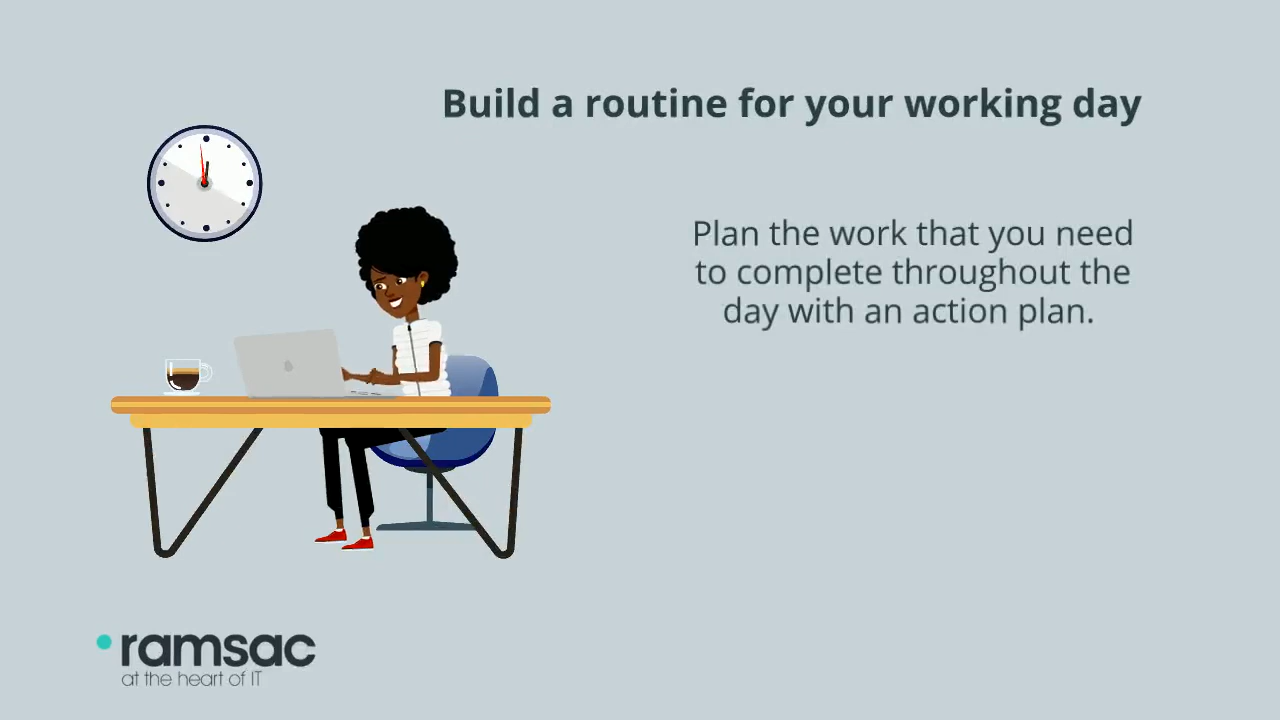 Build a routine for your working day
Plan the work that you need
to complete throughout the
day with an action plan.
ramsac
at the heart of IT